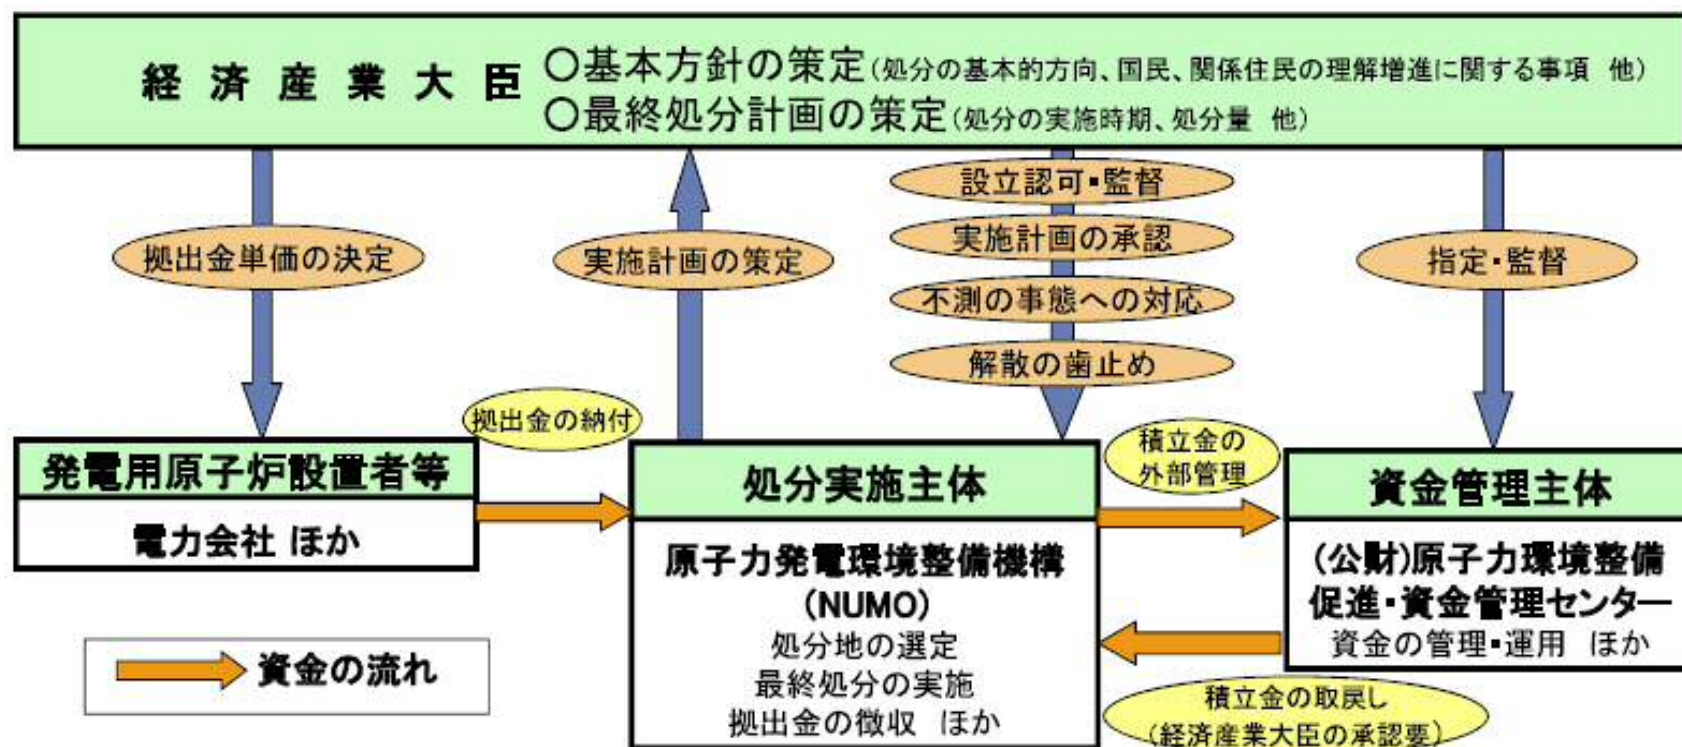 経済産業大臣
〇基本方針の策定(処分の基本的方向、国民、関係住民の理解増進に関する事項 他)
〇最終処分計画の策定(処分の実施時期、処分量 他)
拠出金単価の決定
実施計画の策定
設立認可・監督
実施計画の承認
不測の事態への対応
解散の歯止め
指定・監督
発電用原子炉設置者等
電力会社 ほか
拠出金の納付
処分実施主体
原子力発電環境整備機構
(NUMO)
処分地の選定
最終処分の実施
拠出金の徴収 ほか
積立金の
外部管理
資金管理主体
(公財)原子力環境整備
促進・資金管理センター
資金の管理・運用 ほか
積立金の取戻し
(経済産業大臣の承認要)
資金の流れ